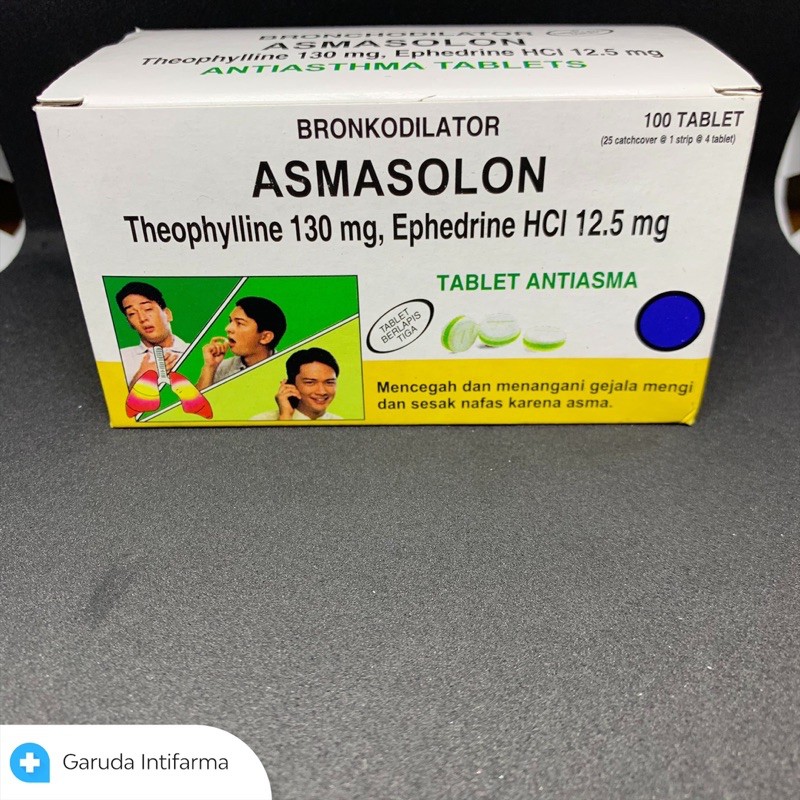 BRONCHODILATOR
ASMASOLON
Theophylline 130 mg, Ephedrine HCl 12.5 mg
ANTIASTHMA TABLETS
BRONKODILATOR
100 TABLET
(25 catchcover @ 1 strip @ 4 tablet)
ASMASOLON
Theophylline 130 mg, Ephedrine HCl 12.5 mg
TABLET ANTIASMA
TABLET
BERLAPIS
TIGA
Mencegah dan menangani gejala mengi
dan sesak nafas karena asma.
Garuda Intifarma